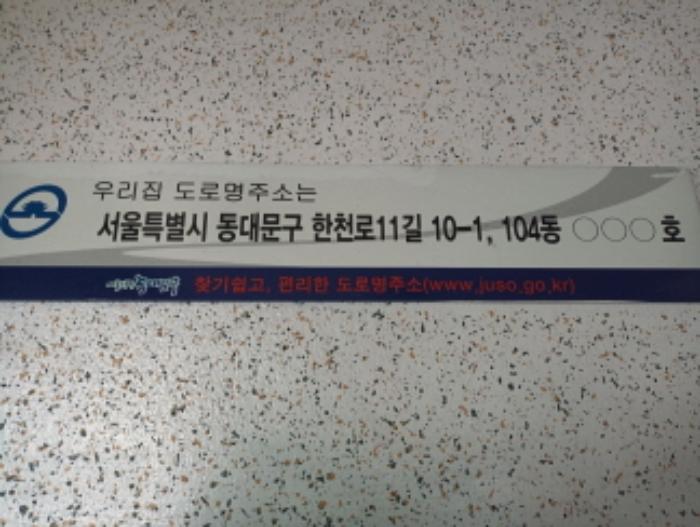 우리집 도로명주소는
서울특별시 동대문구 한천로11길 10-1, 104동 ○○○호
찾기쉽고, 편리한 도로명주소(www.juso.go.kr)